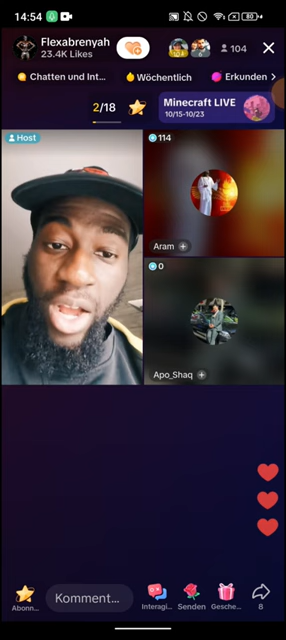 14:54
80
Flexabrenyah
23.4K Likes
104
Chatten und Int...
Wöchentlich
Erkunden
2/18
Minecraft LIVE
10/15-10/23
Host
114
Aram
0
Apo_Shaq
Abonn...
Komment...
Interagi...
Senden
Gesche...
8